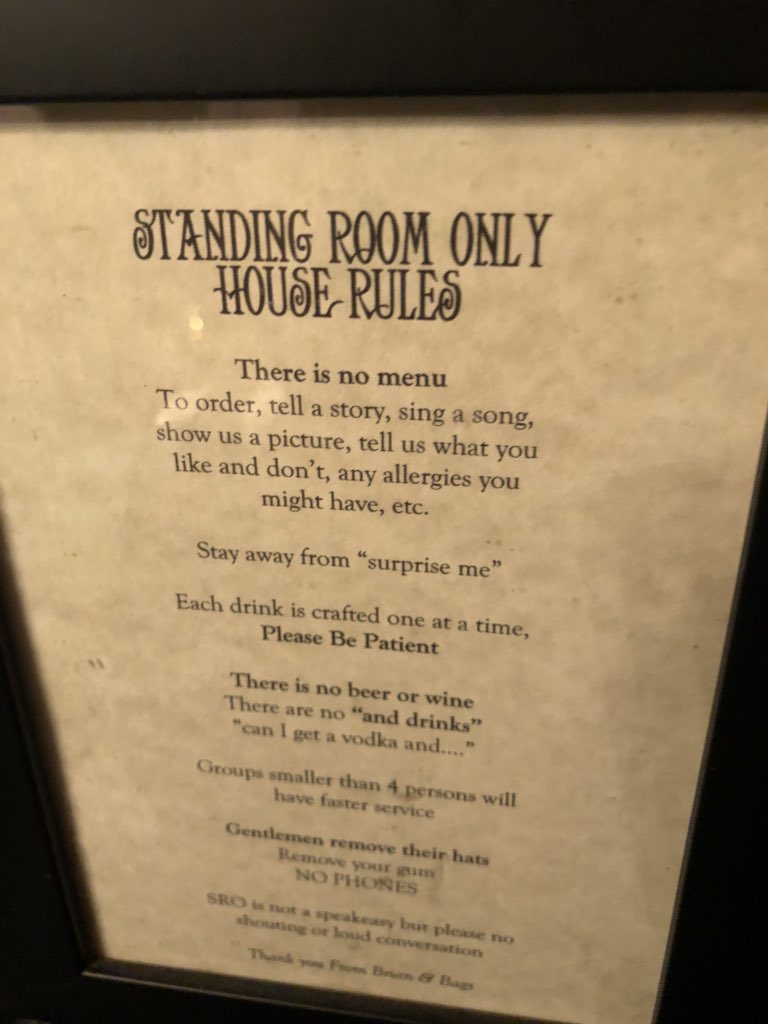 STANDING ROOM ONLY
HOUSE RULES
There is no menu
To order, tell a story, sing a song,
show us a picture, tell us what you
like and don't, any allergies you
might have, etc.
Stay away from "surprise me"
Each drink is crafted one at a time,
Please Be Patient
There is no beer or wine
There are no "and drinks"
"can I get a vodka and...."
Groups smaller than 4 persons will
have faster service
Gentlemen remove their hats
Remove your gum
NO PHONES
SRO is not a speakeasy but please no
shouting or loud conversation
Thank you From Brian & Bags